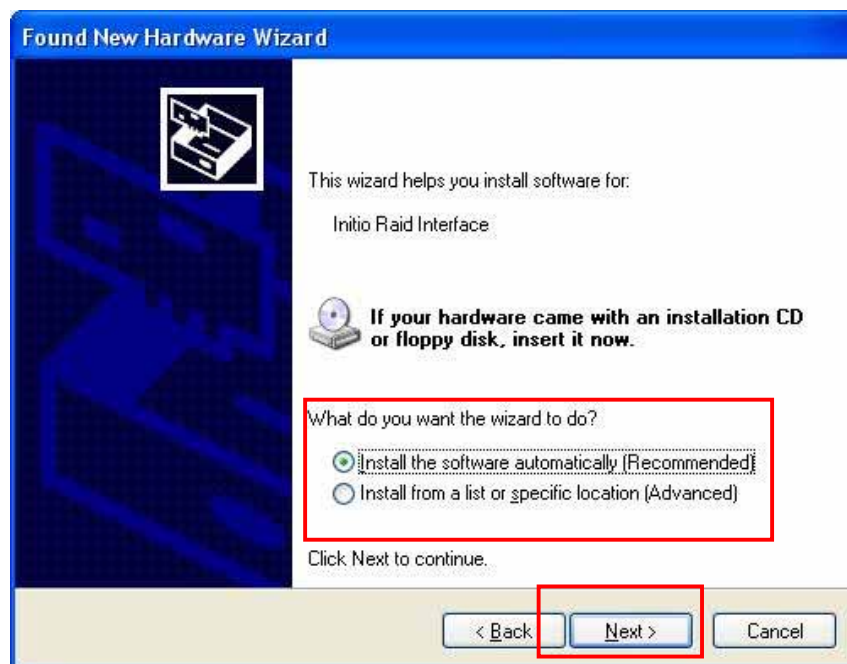 Found New Hardware Wizard
This wizard helps you install software for:
Initio Raid Interface
If your hardware came with an installation CD
or floppy disk, insert it now.
What do you want the wizard to do?
Install the software automatically (Recommended)
Install from a list or specific location (Advanced)
Click Next to continue.
< Back
Next >
Cancel